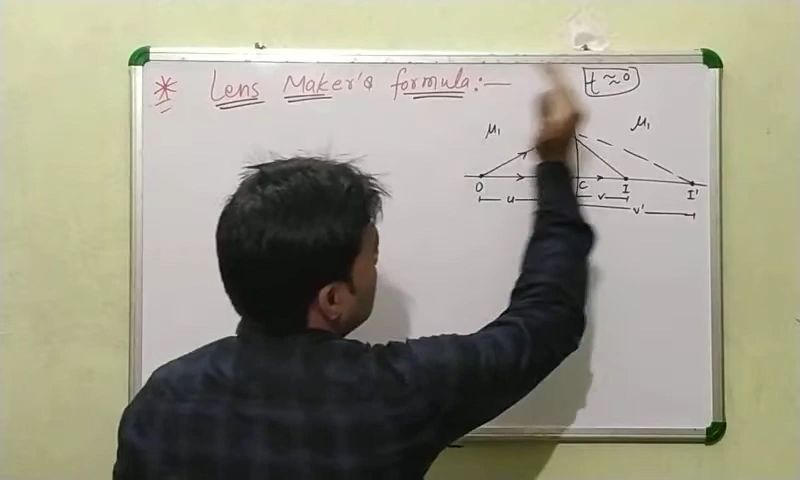 * Lens Maker's formula :—
t ≈ 0
μ₁ μ₁
O C I I'
u v
v'